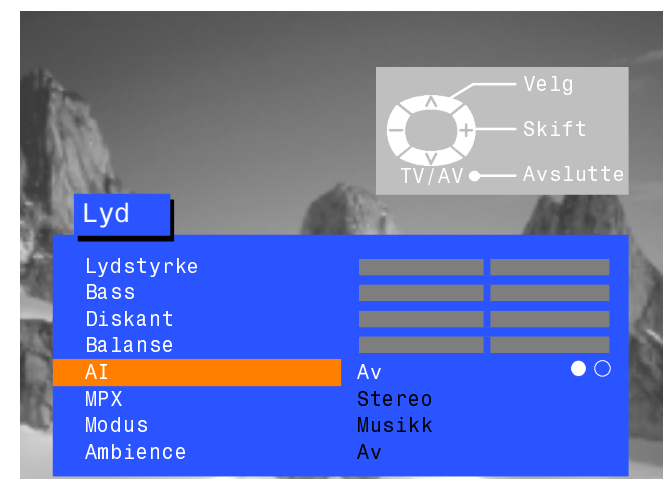 Velg
Skift
TV/AV Avslutte
Lyd
Lydstyrke
Bass
Diskant
Balanse
AI Av
MPX Stereo
Modus Musikk
Ambience Av